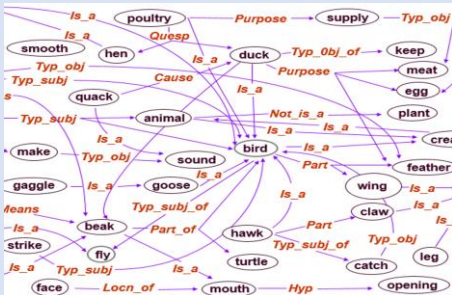 Is_a poultry Purpose supply Typ_obj
smooth hen Quesp duck Typ_Obj_of keep
Is_a
Typ_obj Is_a Purpose meat
Typ_subj Cause egg
quack Is_a
Typ_subj animal Not_is_a plant
Is_a Is_a Is_a
make Typ_obj sound bird Is_a
Part feather
gaggle Is_a goose Is_a wing Is_a
Means Typ_subj_of Is_a claw Is_a
beak Part_of hawk Part
Is_a Typ_subj_of Typ_obj
strike fly turtle catch leg
Is_a Typ_subj Is_a
face Locn_of mouth Hyp opening